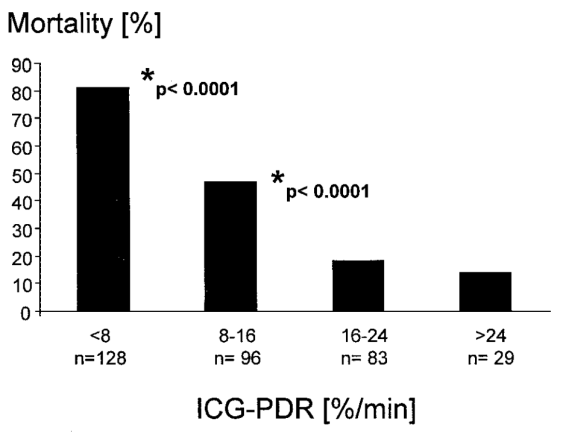 Mortality [%]
90
80
70
60
50
40
30
20
10
0
* p< 0.0001
* p< 0.0001
<8 8-16 16-24 >24
n=128 n= 96 n= 83 n= 29
ICG-PDR [%/min]